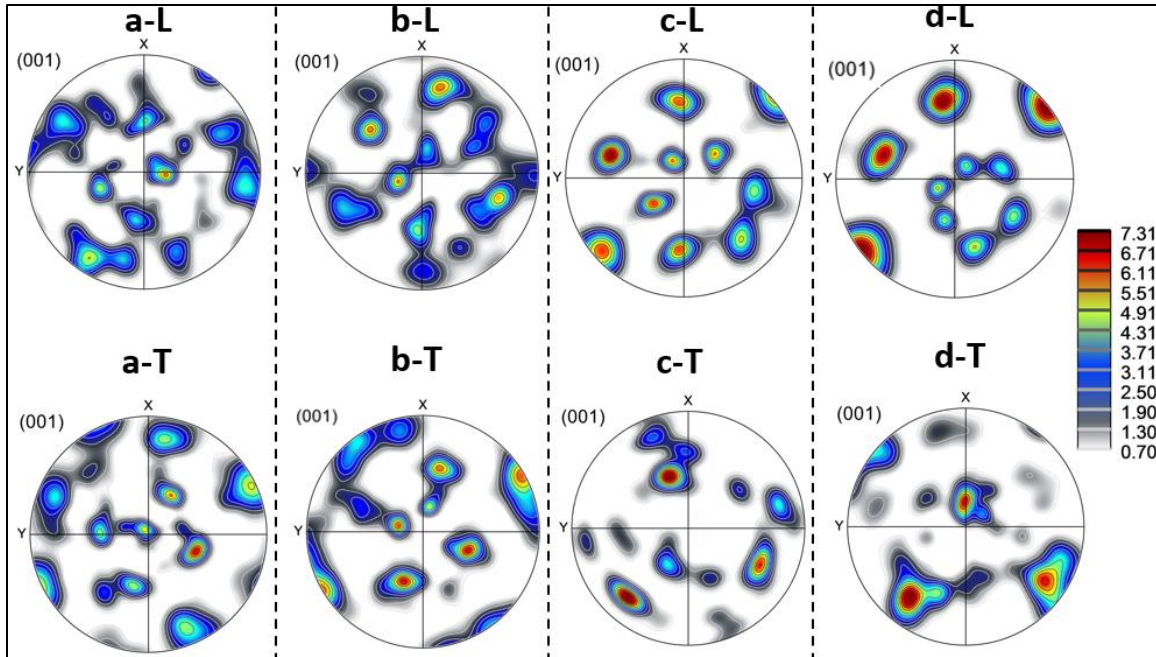 a-L
b-L
c-L
d-L
X
X
X
X
(001)
(001)
(001)
(001)
Y
Y
Y
Y
7.31
6.71
6.11
5.51
4.91
4.31
3.71
3.11
2.50
1.90
1.30
0.70
a-T
b-T
c-T
d-T
X
X
X
X
(001)
(001)
(001)
(001)
Y
Y
Y
Y